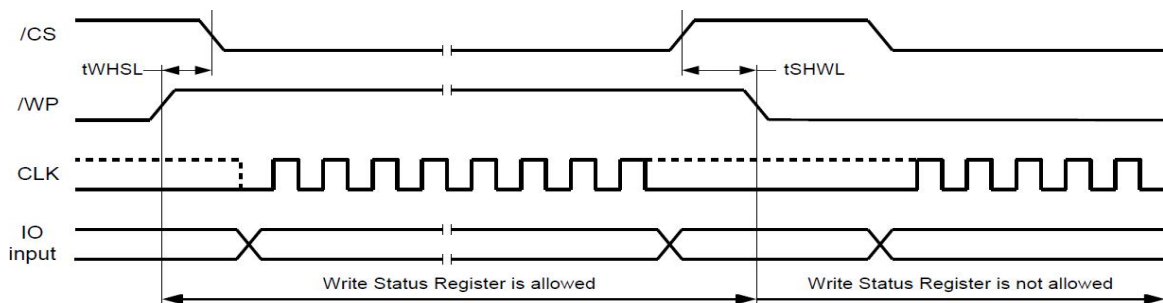 /CS
tWHSL
tSHWL
/WP
CLK
IO
input
Write Status Register is allowed
Write Status Register is not allowed